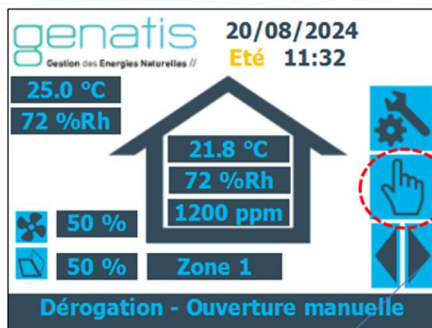 genatis
Gestion des Energies Naturelles //
20/08/2024
Eté 11:32
25.0 °C
72 %Rh
21.8 °C
72 %Rh
1200 ppm
50 %
50 %
Zone 1
Dérogation - Ouverture manuelle